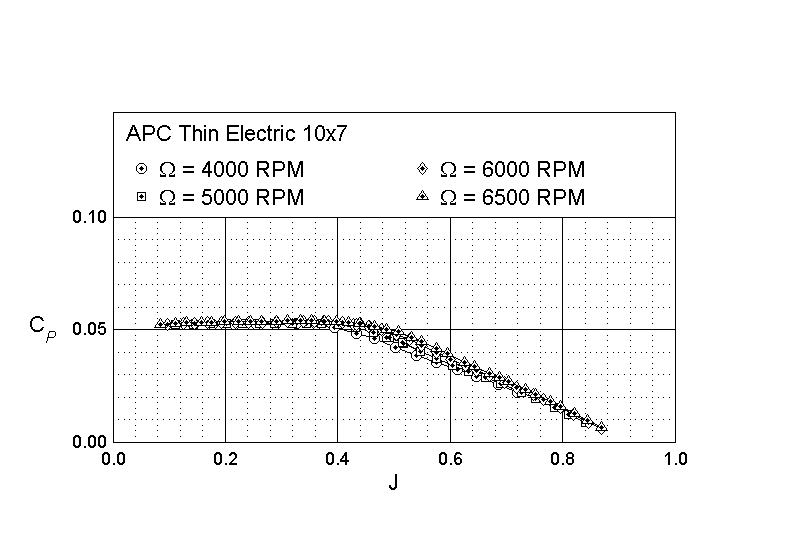 APC Thin Electric 10x7
Ω = 4000 RPM
Ω = 6000 RPM
Ω = 5000 RPM
Ω = 6500 RPM
0.10
0.05
0.00
C_P
0.0 0.2 0.4 0.6 0.8 1.0
J